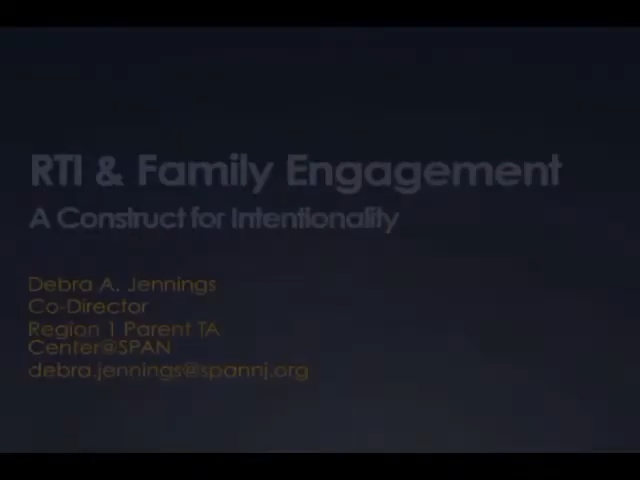 RTI & Family Engagement
A Construct for Intentionality
Debra A. Jennings
Co-Director
Region 1 Parent TA
Center@SPAN
debra.jennings@spannj.org